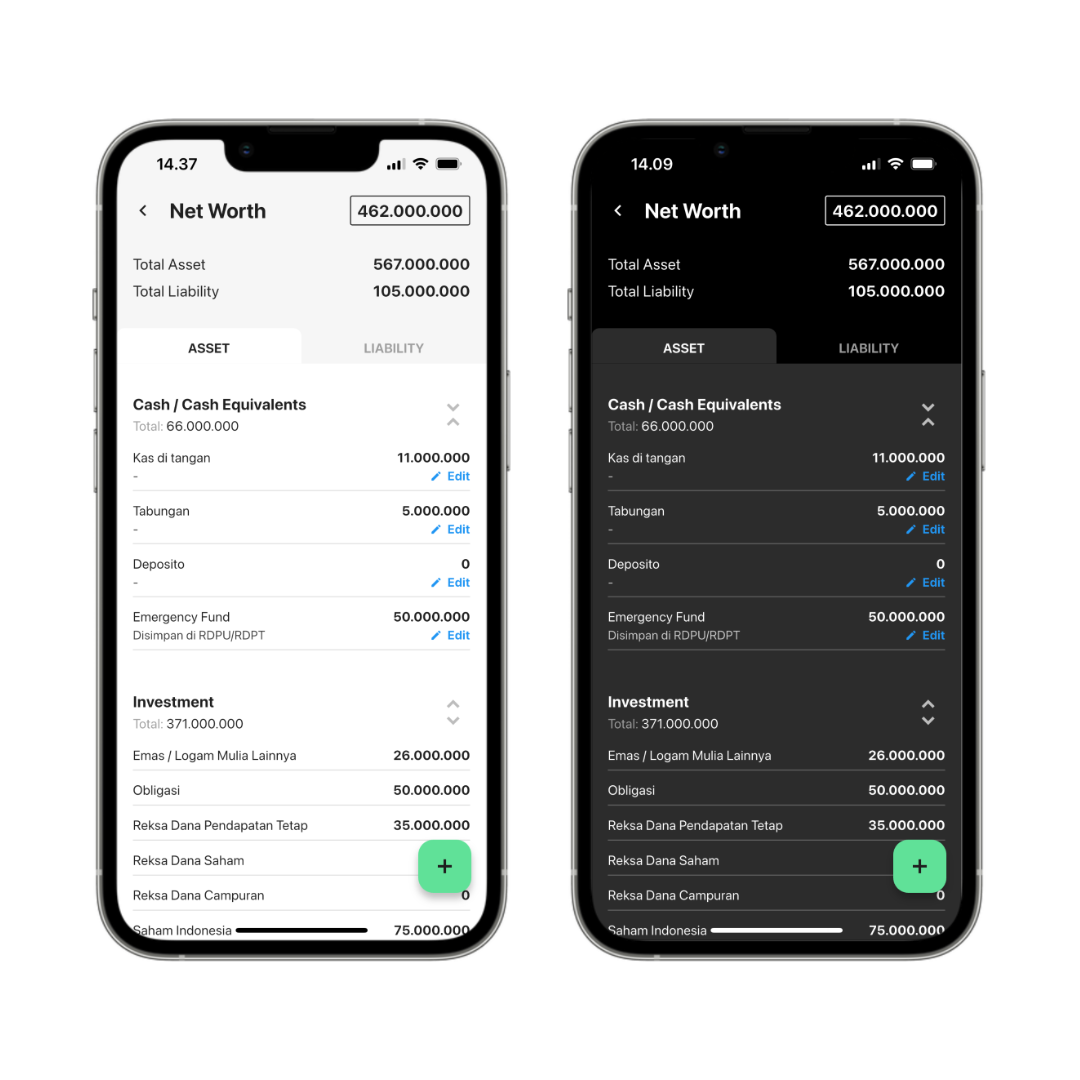 14.37
Net Worth 462.000.000
Total Asset 567.000.000
Total Liability 105.000.000
ASSET LIABILITY
Cash / Cash Equivalents
Total: 66.000.000
Kas di tangan 11.000.000
- Edit
Tabungan 5.000.000
- Edit
Deposito 0
- Edit
Emergency Fund 50.000.000
Disimpan di RDPU/RDPT Edit
Investment
Total: 371.000.000
Emas / Logam Mulia Lainnya 26.000.000
Obligasi 50.000.000
Reksa Dana Pendapatan Tetap 35.000.000
Reksa Dana Saham
+
Reksa Dana Campuran 0
Saham Indonesia 75.000.000
14.09
Net Worth 462.000.000
Total Asset 567.000.000
Total Liability 105.000.000
ASSET LIABILITY
Cash / Cash Equivalents
Total: 66.000.000
Kas di tangan 11.000.000
- Edit
Tabungan 5.000.000
- Edit
Deposito 0
- Edit
Emergency Fund 50.000.000
Disimpan di RDPU/RDPT Edit
Investment
Total: 371.000.000
Emas / Logam Mulia Lainnya 26.000.000
Obligasi 50.000.000
Reksa Dana Pendapatan Tetap 35.000.000
Reksa Dana Saham
+
Reksa Dana Campuran 0
Saham Indonesia 75.000.000